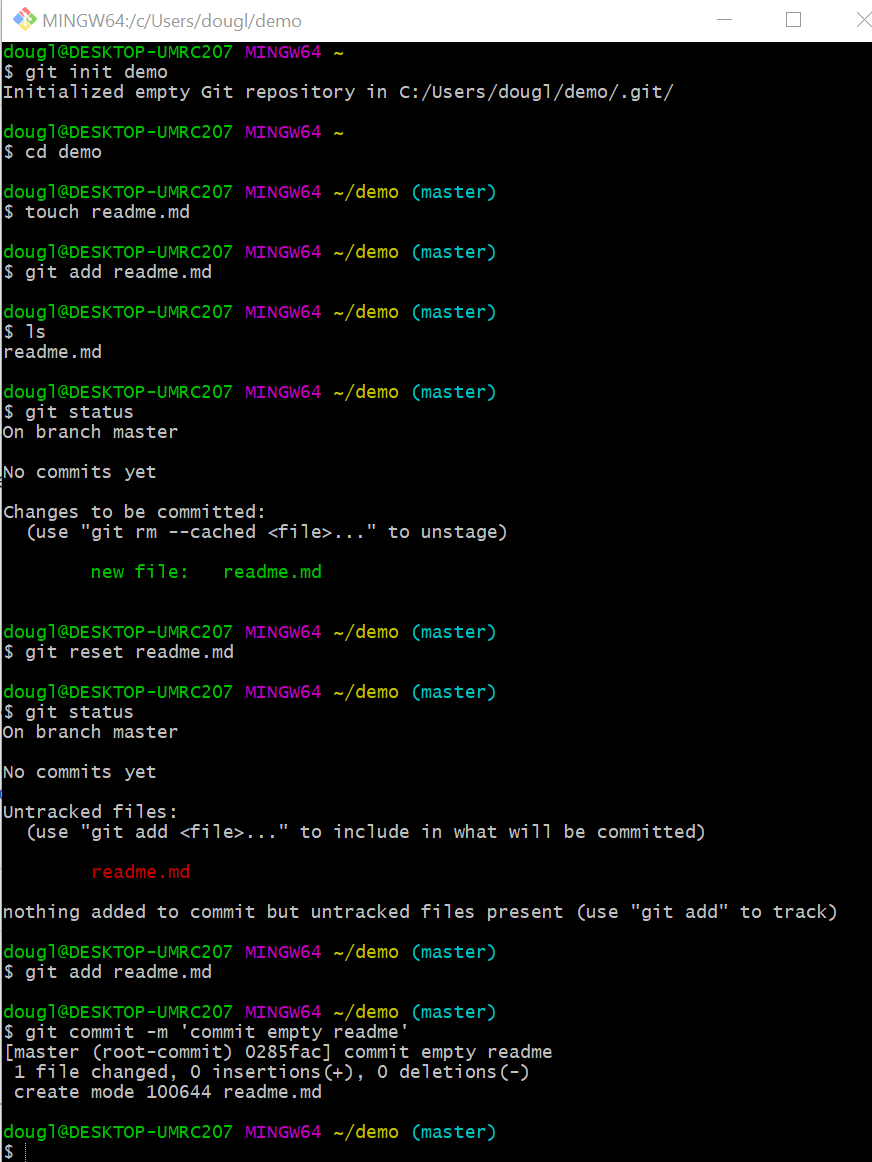 MINGW64:/c/Users/dougl/demo
dougl@DESKTOP-UMRC207 MINGW64 ~
$ git init demo
Initialized empty Git repository in C:/Users/dougl/demo/.git/
dougl@DESKTOP-UMRC207 MINGW64 ~
$ cd demo
dougl@DESKTOP-UMRC207 MINGW64 ~/demo (master)
$ touch readme.md
dougl@DESKTOP-UMRC207 MINGW64 ~/demo (master)
$ git add readme.md
dougl@DESKTOP-UMRC207 MINGW64 ~/demo (master)
$ ls
readme.md
dougl@DESKTOP-UMRC207 MINGW64 ~/demo (master)
$ git status
On branch master
No commits yet
Changes to be committed:
  (use "git rm --cached <file>..." to unstage)
        new file:   readme.md
dougl@DESKTOP-UMRC207 MINGW64 ~/demo (master)
$ git reset readme.md
dougl@DESKTOP-UMRC207 MINGW64 ~/demo (master)
$ git status
On branch master
No commits yet
Untracked files:
  (use "git add <file>..." to include in what will be committed)
        readme.md
nothing added to commit but untracked files present (use "git add" to track)
dougl@DESKTOP-UMRC207 MINGW64 ~/demo (master)
$ git add readme.md
dougl@DESKTOP-UMRC207 MINGW64 ~/demo (master)
$ git commit -m 'commit empty readme'
[master (root-commit) 0285fac] commit empty readme
 1 file changed, 0 insertions(+), 0 deletions(-)
 create mode 100644 readme.md
dougl@DESKTOP-UMRC207 MINGW64 ~/demo (master)
$